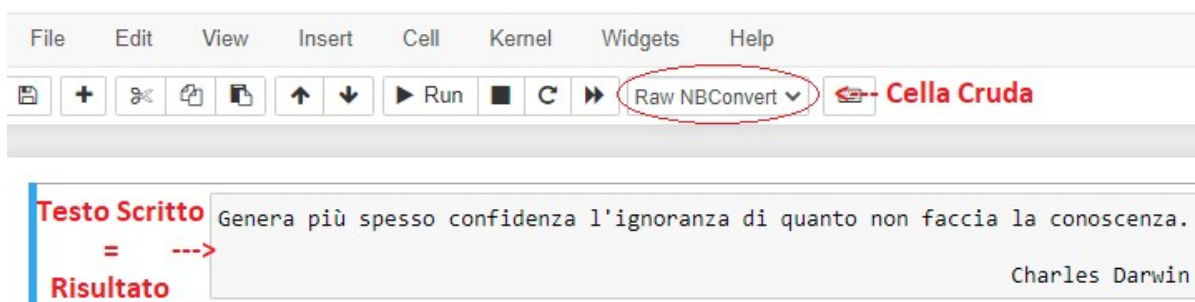 File Edit View Insert Cell Kernel Widgets Help
Run Raw NBConvert <--- Cella Cruda
Testo Scritto
= --->
Risultato
Genera più spesso confidenza l'ignoranza di quanto non faccia la conoscenza.
Charles Darwin